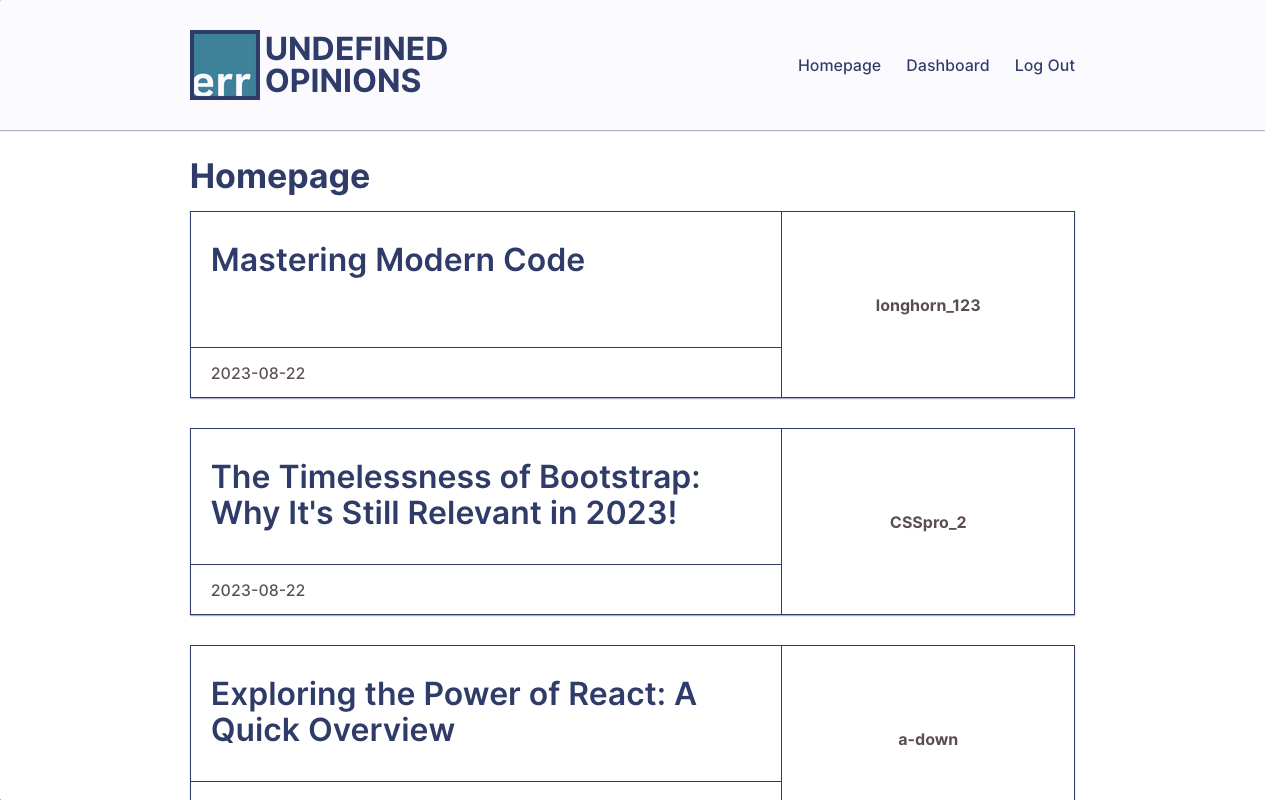 err
UNDEFINED
OPINIONS
Homepage Dashboard Log Out
Homepage
Mastering Modern Code
longhorn_123
2023-08-22
The Timelessness of Bootstrap:
Why It's Still Relevant in 2023!
CSSpro_2
2023-08-22
Exploring the Power of React: A
Quick Overview
a-down